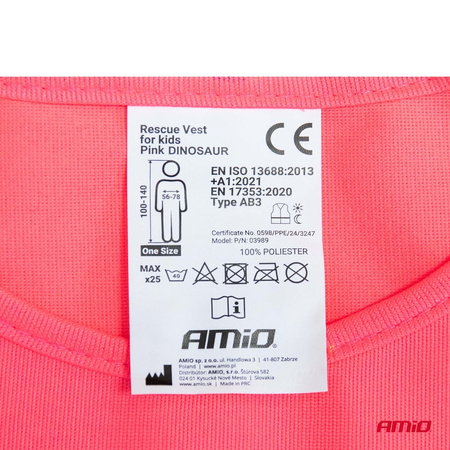 Rescue Vest
for kids
Pink DINOSAUR
CE
100-140
56-78
One Size
EN ISO 13688:2013
+A1:2021
EN 17353:2020
Type AB3
Certificate No. 0598/PPE/24/3247
Model: P/N: 03989
100% POLIESTER
MAX
x25
40
i
AMiO
AMiO sp. z o.o. ul. Handlowa 3 | 41-807 Zabrze
Poland | www.amio.pl
Distributor: AMiO, s.r.o. Štúrova 582
024 01 Kysucké Nové Mesto | Slovakia
www.amio.sk | Made in PRC
AMiO